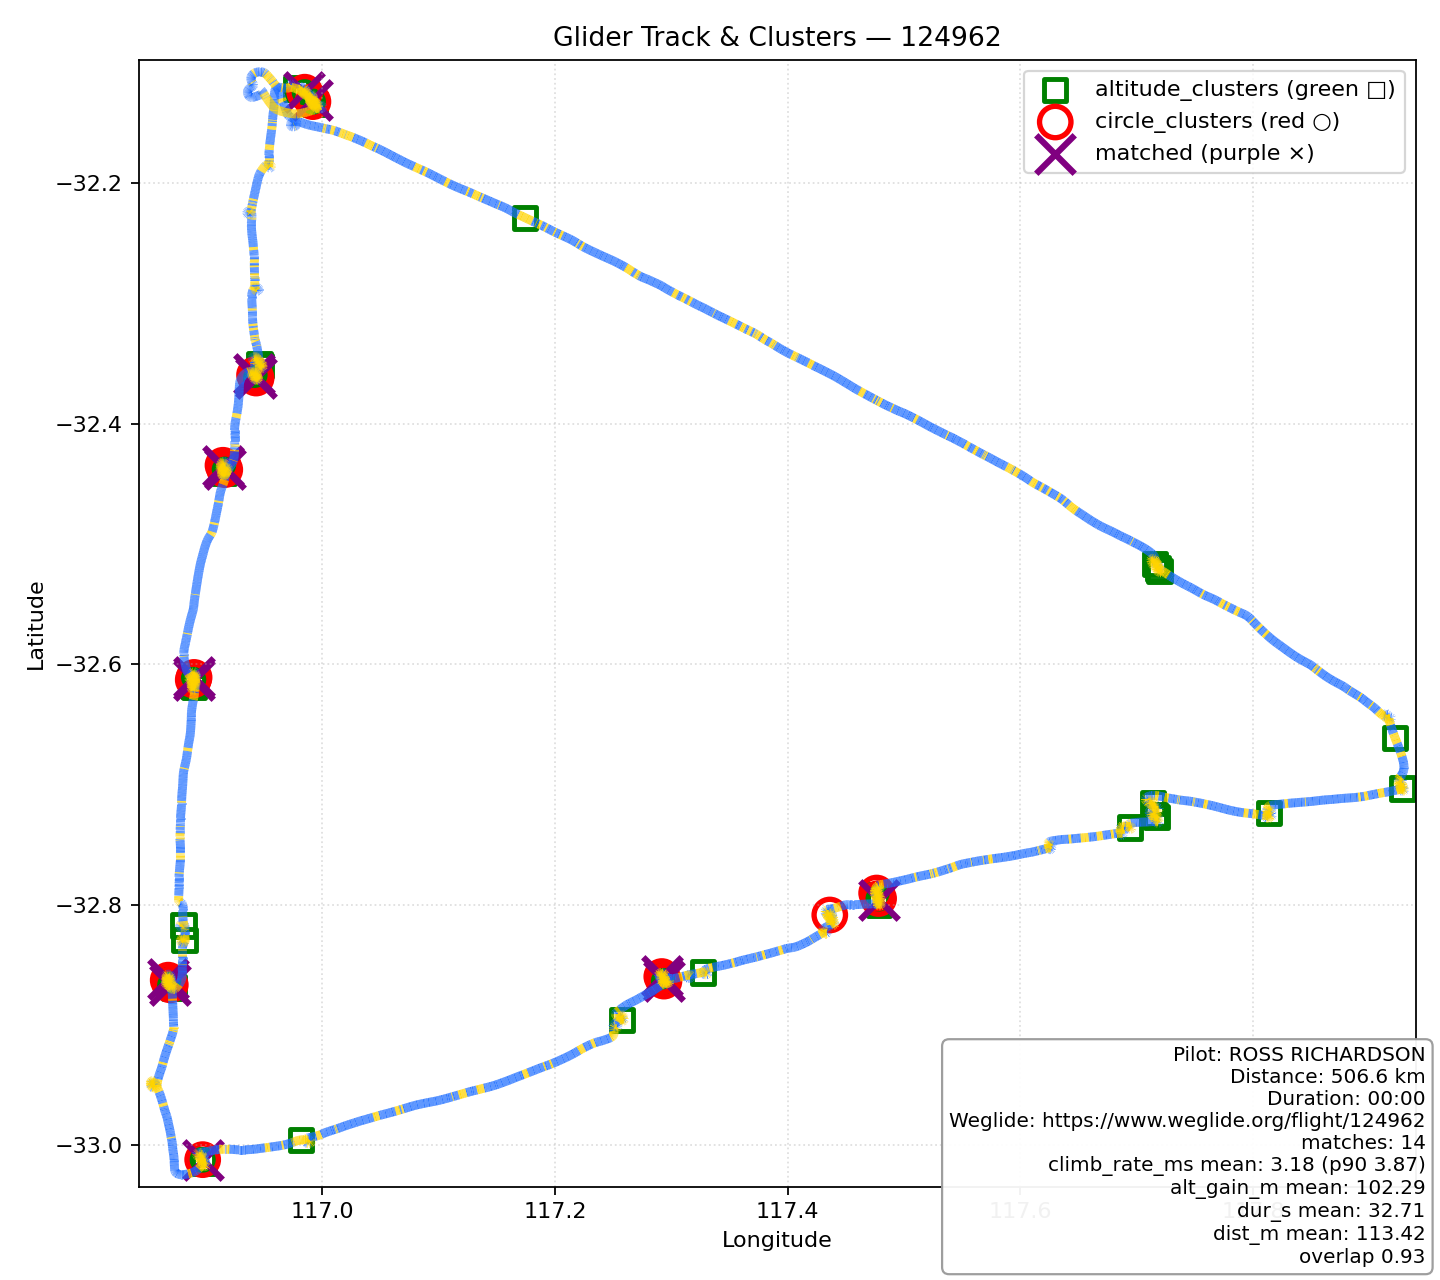 Glider Track & Clusters — 124962
altitude_clusters (green □)
circle_clusters (red ○)
matched (purple ×)
Latitude
−32.2
−32.4
−32.6
−32.8
−33.0
117.0
117.2
117.4
117.6
Longitude
Pilot: ROSS RICHARDSON
Distance: 506.6 km
Duration: 00:00
Weglide: https://www.weglide.org/flight/124962
matches: 14
climb_rate_ms mean: 3.18 (p90 3.87)
alt_gain_m mean: 102.29
dur_s mean: 32.71
dist_m mean: 113.42
overlap 0.93